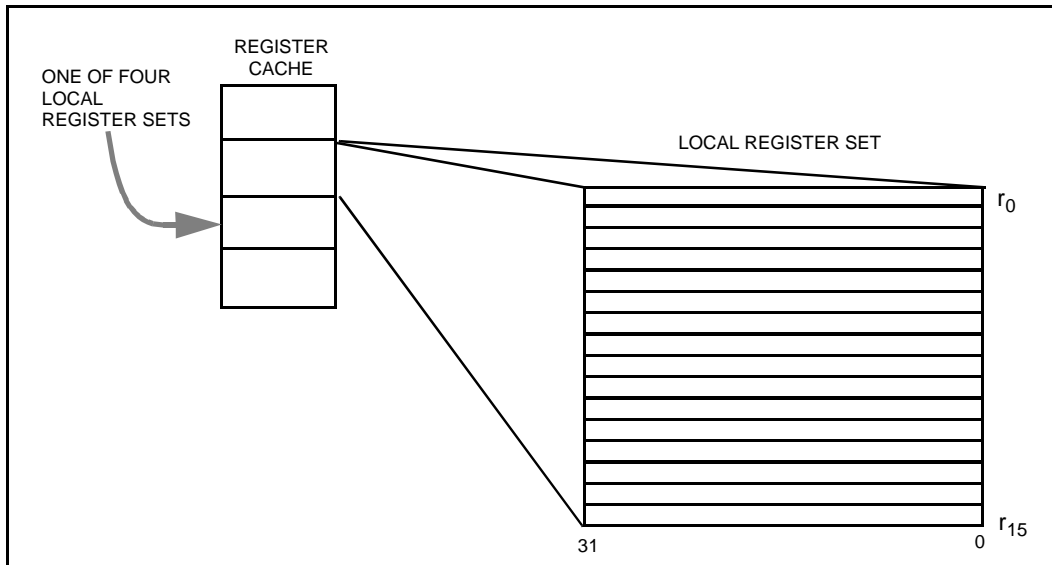 REGISTER
CACHE
ONE OF FOUR
LOCAL
REGISTER SETS
LOCAL REGISTER SET
r0
r15
31
0